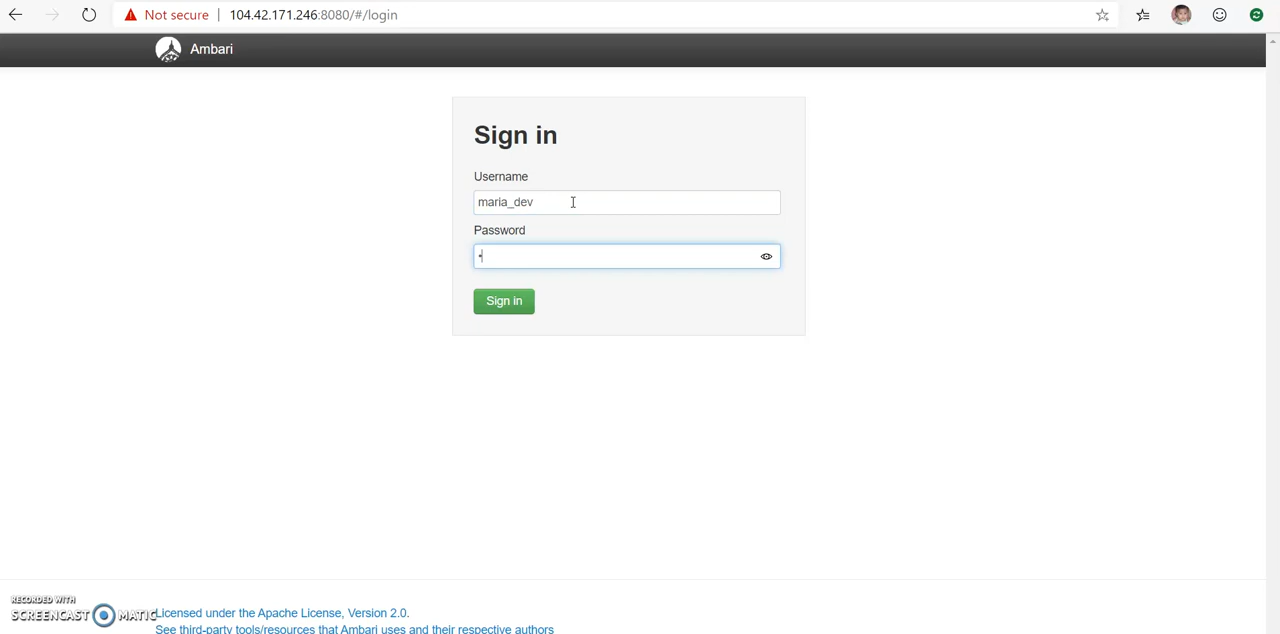 Not secure | 104.42.171.246:8080/#/login
Ambari
Sign in
Username
maria_dev
Password
Sign in
RECORDED WITH
SCREENCAST MATIC
Licensed under the Apache License, Version 2.0.
See third-party tools/resources that Ambari uses and their respective authors